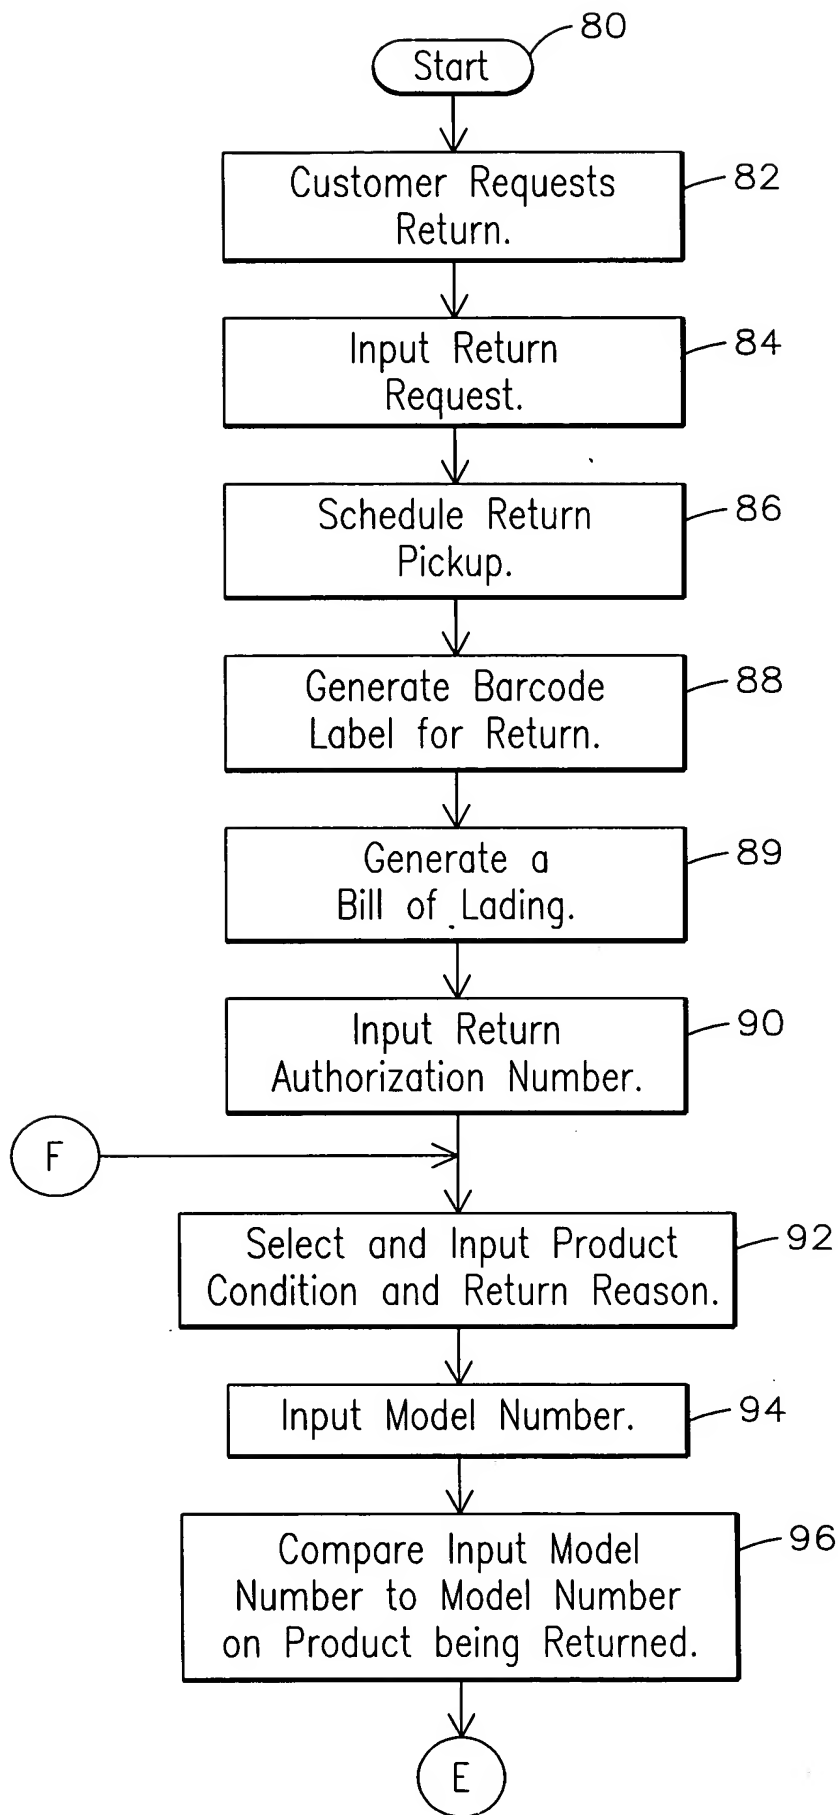 80
Start
82
Customer Requests
Return.
84
Input Return
Request.
86
Schedule Return
Pickup.
88
Generate Barcode
Label for Return.
89
Generate a
Bill of Lading.
90
Input Return
Authorization Number.
F
92
Select and Input Product
Condition and Return Reason.
94
Input Model Number.
96
Compare Input Model
Number to Model Number
on Product being Returned.
E